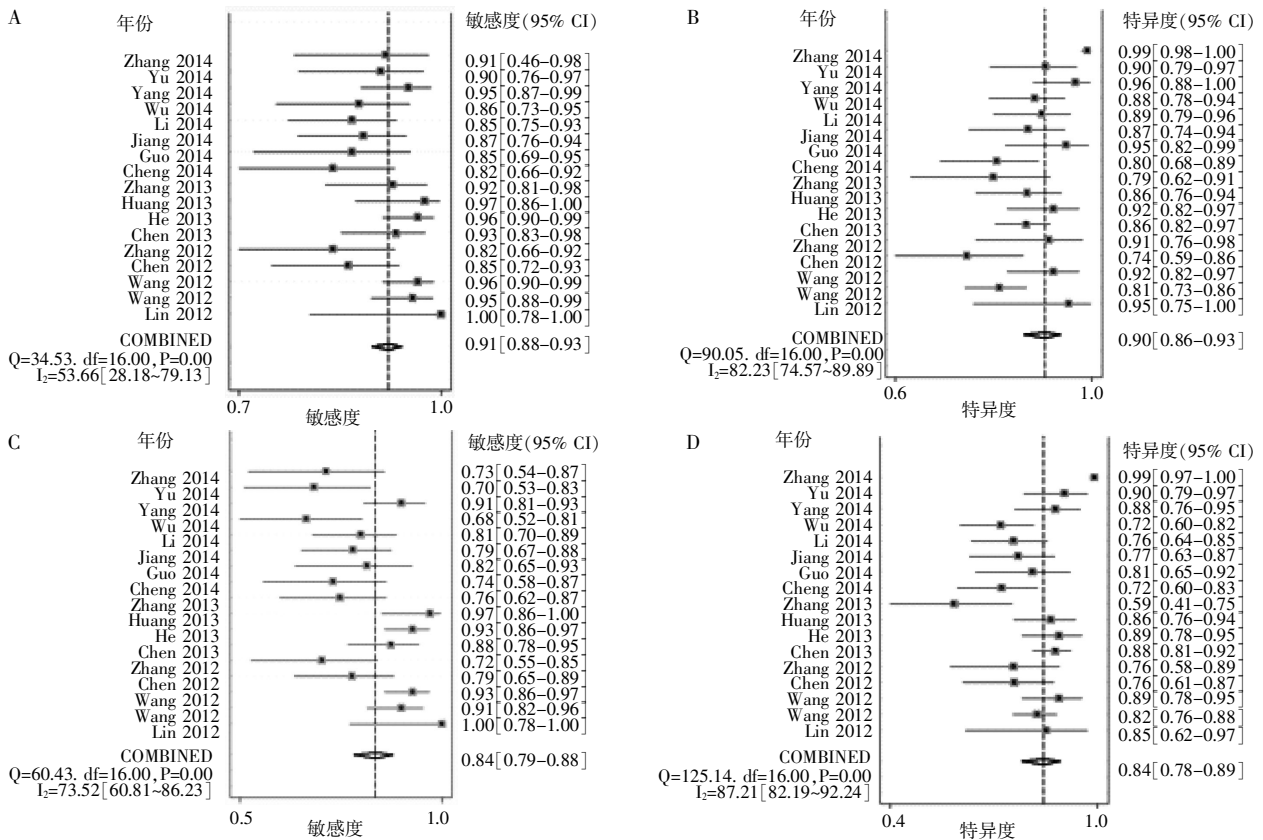 A
年份
敏感度(95% CI)
Zhang 2014
0.91[0.46-0.98]
Yu 2014
0.90[0.76-0.97]
Yang 2014
0.95[0.87-0.99]
Wu 2014
0.86[0.73-0.95]
Li 2014
0.85[0.75-0.93]
Jiang 2014
0.87[0.76-0.94]
Guo 2014
0.85[0.69-0.95]
Cheng 2014
0.82[0.66-0.92]
Zhang 2013
0.92[0.81-0.98]
Huang 2013
0.97[0.86-1.00]
He 2013
0.96[0.90-0.99]
Chen 2013
0.93[0.83-0.98]
Zhang 2012
0.82[0.66-0.92]
Chen 2012
0.85[0.72-0.93]
Wang 2012
0.96[0.90-0.99]
Wang 2012
0.95[0.88-0.99]
Lin 2012
1.00[0.78-1.00]
COMBINED
0.91[0.88-0.93]
Q=34.53. df=16.00,P=0.00
I2=53.66[28.18~79.13]
0.7
1.0
敏感度
B
年份
特异度(95% CI)
Zhang 2014
0.99[0.98-1.00]
Yu 2014
0.90[0.79-0.97]
Yang 2014
0.96[0.88-1.00]
Wu 2014
0.88[0.78-0.94]
Li 2014
0.89[0.79-0.96]
Jiang 2014
0.87[0.74-0.94]
Guo 2014
0.95[0.82-0.99]
Cheng 2014
0.80[0.68-0.89]
Zhang 2013
0.79[0.62-0.91]
Huang 2013
0.86[0.76-0.94]
He 2013
0.92[0.82-0.97]
Chen 2013
0.86[0.82-0.97]
Zhang 2012
0.91[0.76-0.98]
Chen 2012
0.74[0.59-0.86]
Wang 2012
0.92[0.82-0.97]
Wang 2012
0.81[0.73-0.86]
Lin 2012
0.95[0.75-1.00]
COMBINED
0.90[0.86-0.93]
Q=90.05. df=16.00,P=0.00
I2=82.23[74.57~89.89]
0.6
1.0
特异度
C
年份
敏感度(95% CI)
Zhang 2014
0.73[0.54-0.87]
Yu 2014
0.70[0.53-0.83]
Yang 2014
0.91[0.81-0.93]
Wu 2014
0.68[0.52-0.81]
Li 2014
0.81[0.70-0.89]
Jiang 2014
0.79[0.67-0.88]
Guo 2014
0.82[0.65-0.93]
Cheng 2014
0.74[0.58-0.87]
Zhang 2013
0.76[0.62-0.87]
Huang 2013
0.97[0.86-1.00]
He 2013
0.93[0.86-0.97]
Chen 2013
0.88[0.78-0.95]
Zhang 2012
0.72[0.55-0.85]
Chen 2012
0.79[0.65-0.89]
Wang 2012
0.93[0.86-0.97]
Wang 2012
0.91[0.82-0.96]
Lin 2012
1.00[0.78-1.00]
COMBINED
0.84[0.79-0.88]
Q=60.43. df=16.00,P=0.00
I2=73.52[60.81~86.23]
0.5
1.0
敏感度
D
年份
特异度(95% CI)
Zhang 2014
0.99[0.97-1.00]
Yu 2014
0.90[0.79-0.97]
Yang 2014
0.88[0.76-0.95]
Wu 2014
0.72[0.60-0.82]
Li 2014
0.76[0.64-0.85]
Jiang 2014
0.77[0.63-0.87]
Guo 2014
0.81[0.65-0.92]
Cheng 2014
0.72[0.60-0.83]
Zhang 2013
0.59[0.41-0.75]
Huang 2013
0.86[0.76-0.94]
He 2013
0.89[0.78-0.95]
Chen 2013
0.88[0.81-0.92]
Zhang 2012
0.76[0.58-0.89]
Chen 2012
0.76[0.61-0.87]
Wang 2012
0.89[0.78-0.95]
Wang 2012
0.82[0.76-0.88]
Lin 2012
0.85[0.62-0.97]
COMBINED
0.84[0.78-0.89]
Q=125.14. df=16.00,P=0.00
I2=87.21[82.19~92.24]
0.4
1.0
特异度